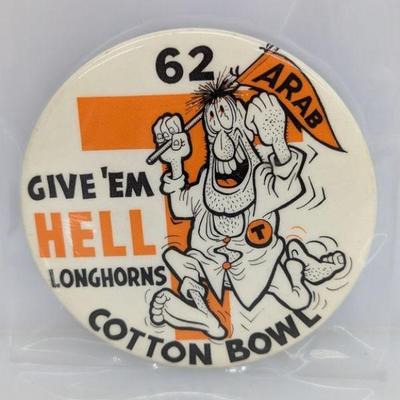 62
ARAB
GIVE 'EM
HELL
LONGHORNS
T
COTTON BOWL